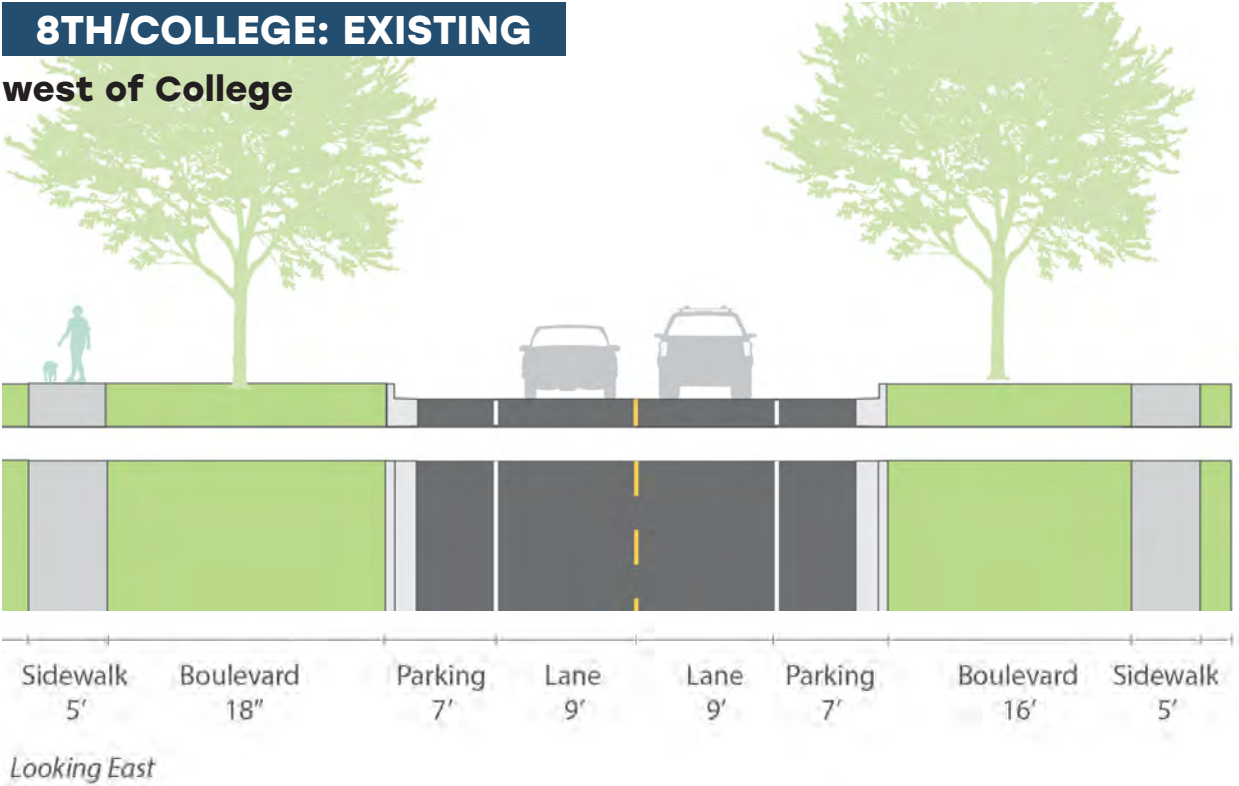 8TH/COLLEGE: EXISTING
west of College
Sidewalk Boulevard Parking Lane Lane Parking Boulevard Sidewalk
5′ 18″ 7′ 9′ 9′ 7′ 16′ 5′
Looking East